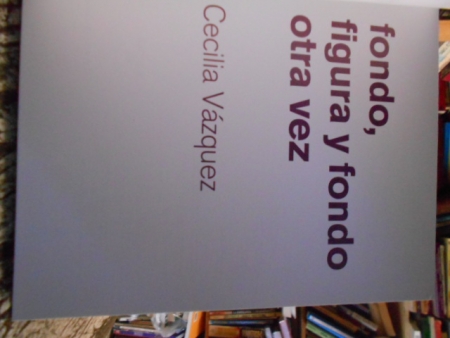 fondo,
figura y fondo
otra vez
Cecilia Vázquez